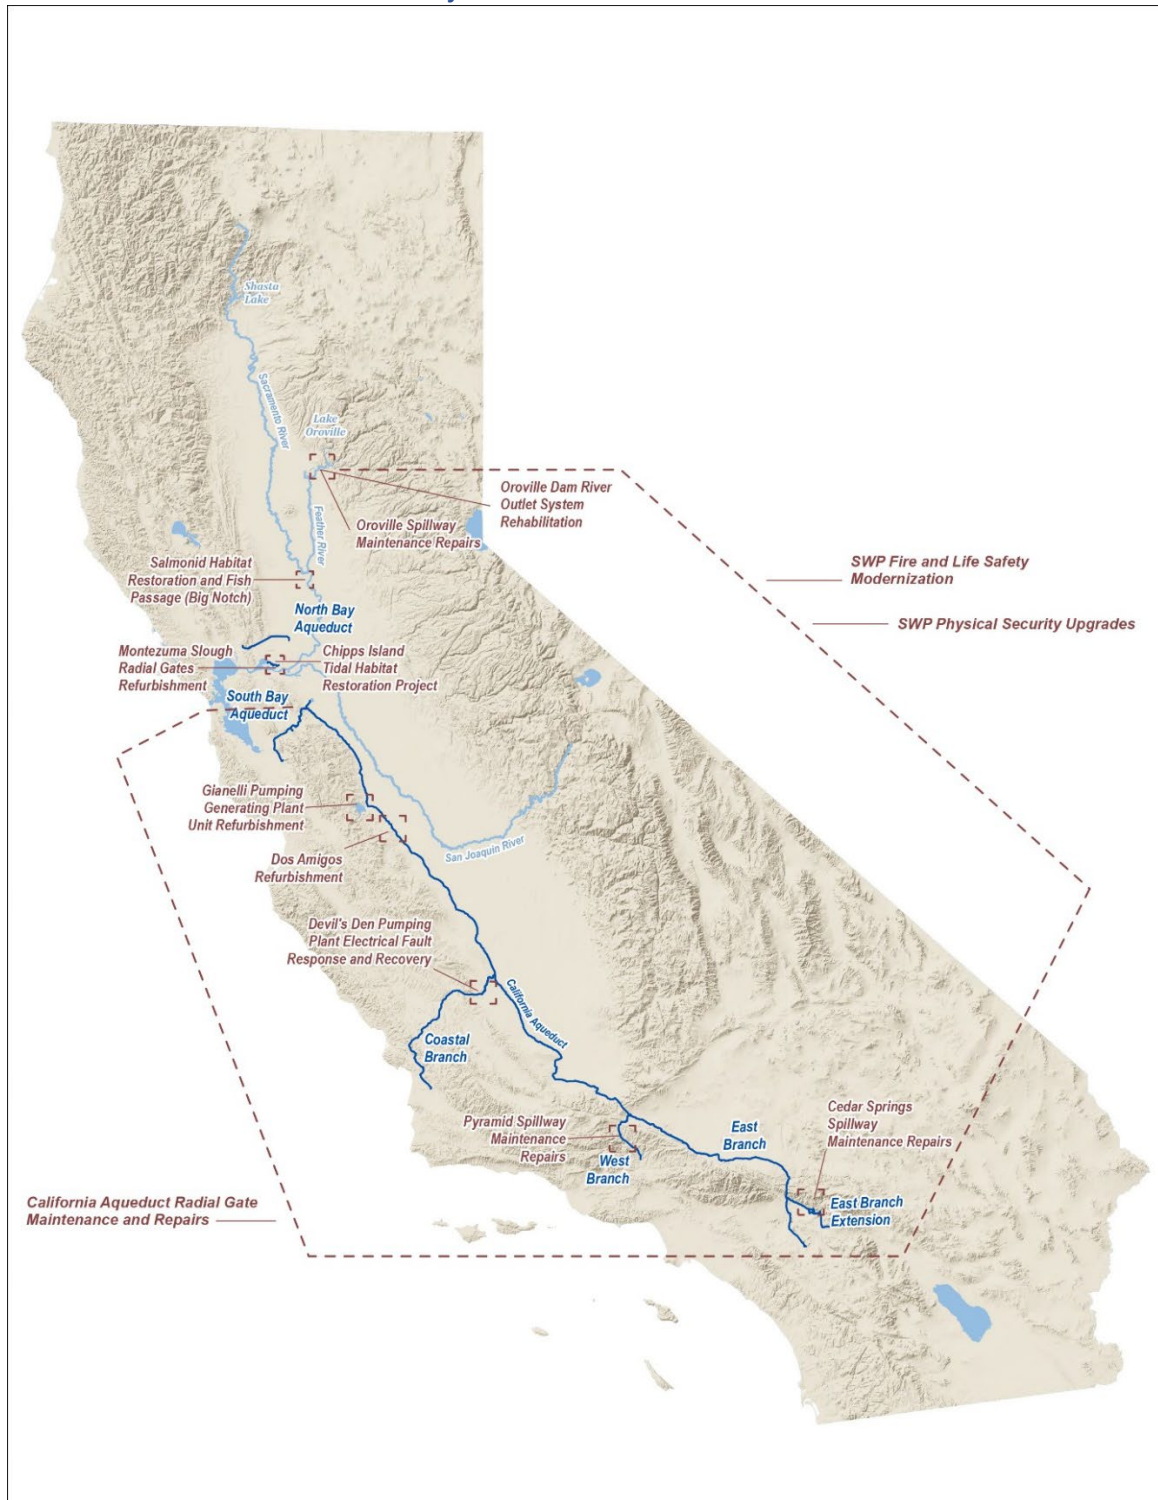 Shasta
Lake
Sacramento River
Lake
Oroville
Feather River
Oroville Dam River
Outlet System
Rehabilitation
Oroville Spillway
Maintenance Repairs
Salmonid Habitat
Restoration and Fish
Passage (Big Notch)
SWP Fire and Life Safety
Modernization
SWP Physical Security Upgrades
North Bay
Aqueduct
Montezuma Slough
Radial Gates
Refurbishment
Chipps Island
Tidal Habitat
Restoration Project
South Bay
Aqueduct
Gianelli Pumping
Generating Plant
Unit Refurbishment
San Joaquin River
Dos Amigos
Refurbishment
Devil's Den Pumping
Plant Electrical Fault
Response and Recovery
California Aqueduct
Coastal
Branch
Pyramid Spillway
Maintenance
Repairs
West
Branch
East
Branch
Cedar Springs
Spillway
Maintenance Repairs
East Branch
Extension
California Aqueduct Radial Gate
Maintenance and Repairs